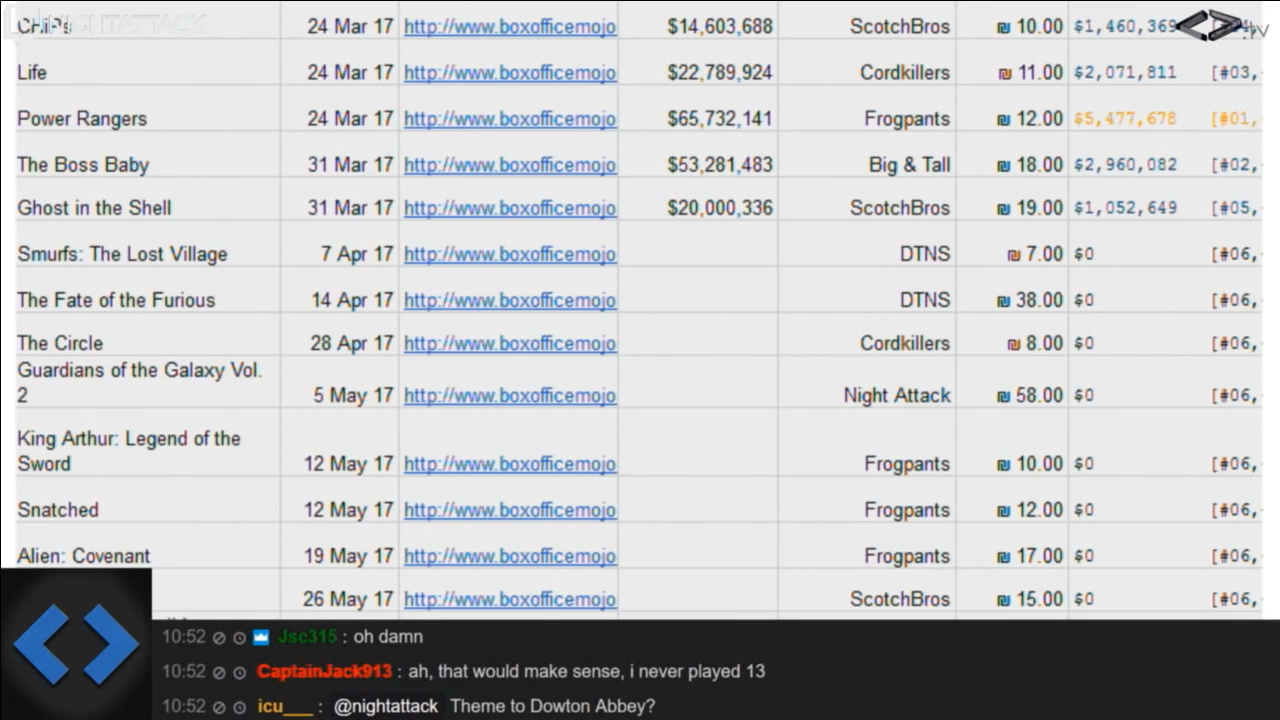 CHiPs 24 Mar 17 http://www.boxofficemojo $14,603,688 ScotchBros ₪ 10.00 $1,460,369
NIGHTATTACK
.tv
Life 24 Mar 17 http://www.boxofficemojo $22,789,924 Cordkillers ₪ 11.00 $2,071,811 [#03,
Power Rangers 24 Mar 17 http://www.boxofficemojo $65,732,141 Frogpants ₪ 12.00 $5,477,678 [#01,
The Boss Baby 31 Mar 17 http://www.boxofficemojo $53,281,483 Big & Tall ₪ 18.00 $2,960,082 [#02,
Ghost in the Shell 31 Mar 17 http://www.boxofficemojo $20,000,336 ScotchBros ₪ 19.00 $1,052,649 [#05,
Smurfs: The Lost Village 7 Apr 17 http://www.boxofficemojo DTNS ₪ 7.00 $0 [#06,
The Fate of the Furious 14 Apr 17 http://www.boxofficemojo DTNS ₪ 38.00 $0 [#06,
The Circle 28 Apr 17 http://www.boxofficemojo Cordkillers ₪ 8.00 $0 [#06,
Guardians of the Galaxy Vol.
2 5 May 17 http://www.boxofficemojo Night Attack ₪ 58.00 $0 [#06,
King Arthur: Legend of the
Sword 12 May 17 http://www.boxofficemojo Frogpants ₪ 10.00 $0 [#06,
Snatched 12 May 17 http://www.boxofficemojo Frogpants ₪ 12.00 $0 [#06,
Alien: Covenant 19 May 17 http://www.boxofficemojo Frogpants ₪ 17.00 $0 [#06,
26 May 17 http://www.boxofficemojo ScotchBros ₪ 15.00 $0 [#06,
10:52 Jsc315 : oh damn
10:52 CaptainJack913 : ah, that would make sense, i never played 13
10:52 icu___ : @nightattack Theme to Dowton Abbey?